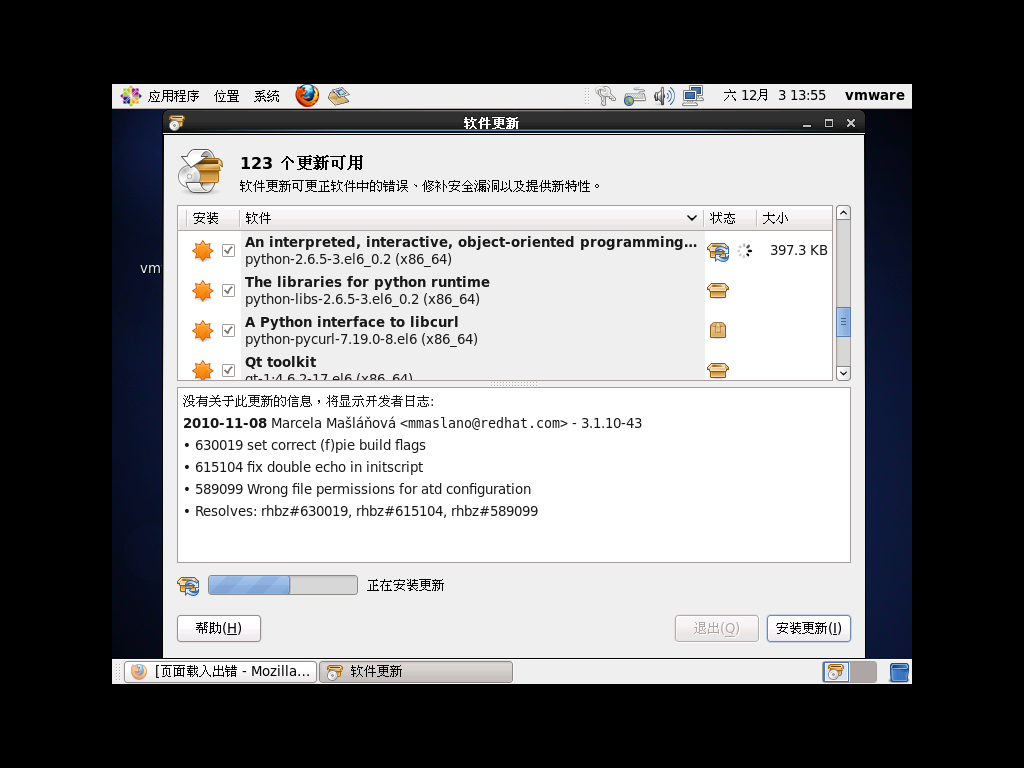 应用程序 位置 系统 六 12月 3 13:55 vmware
软件更新
123 个更新可用
软件更新可更正软件中的错误、修补安全漏洞以及提供新特性。
安装 软件 状态 大小
An interpreted, interactive, object-oriented programming...
python-2.6.5-3.el6_0.2 (x86_64) 397.3 KB
The libraries for python runtime
python-libs-2.6.5-3.el6_0.2 (x86_64)
A Python interface to libcurl
python-pycurl-7.19.0-8.el6 (x86_64)
Qt toolkit
qt-1:4.6.2-17.el6 (x86_64)
vm
没有关于此更新的信息，将显示开发者日志:
2010-11-08 Marcela Mašláňová <mmaslano@redhat.com> - 3.1.10-43
• 630019 set correct (f)pie build flags
• 615104 fix double echo in initscript
• 589099 Wrong file permissions for atd configuration
• Resolves: rhbz#630019, rhbz#615104, rhbz#589099
正在安装更新
帮助(H) 退出(Q) 安装更新(I)
[页面载入出错 - Mozilla... 软件更新